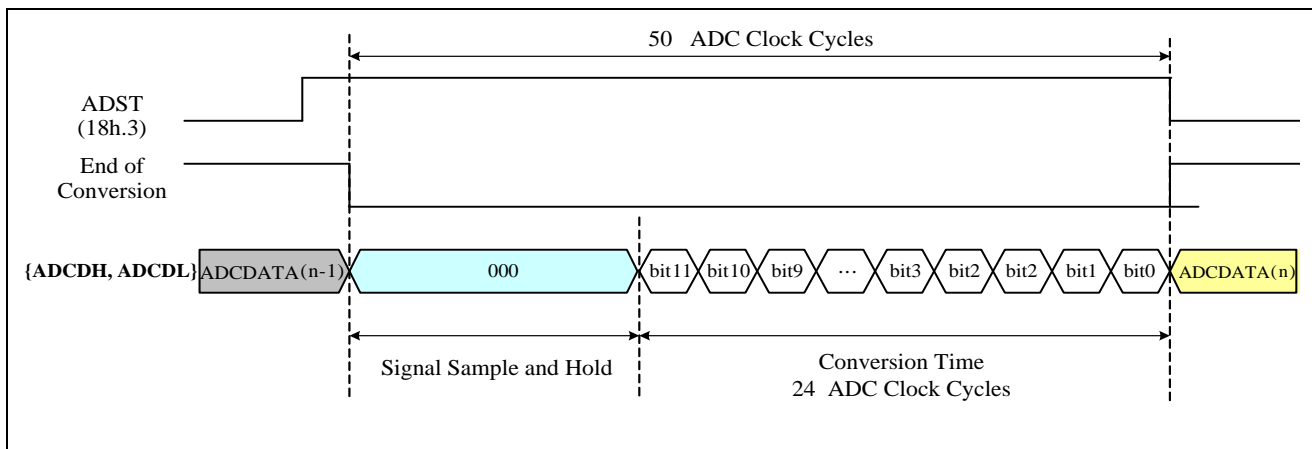 50 ADC Clock Cycles
ADST
(18h.3)
End of
Conversion
{ADCDH, ADCDL} ADCDATA(n-1) 000 bit11 bit10 bit9 ... bit3 bit2 bit2 bit1 bit0 ADCDATA(n)
Signal Sample and Hold
Conversion Time
24 ADC Clock Cycles